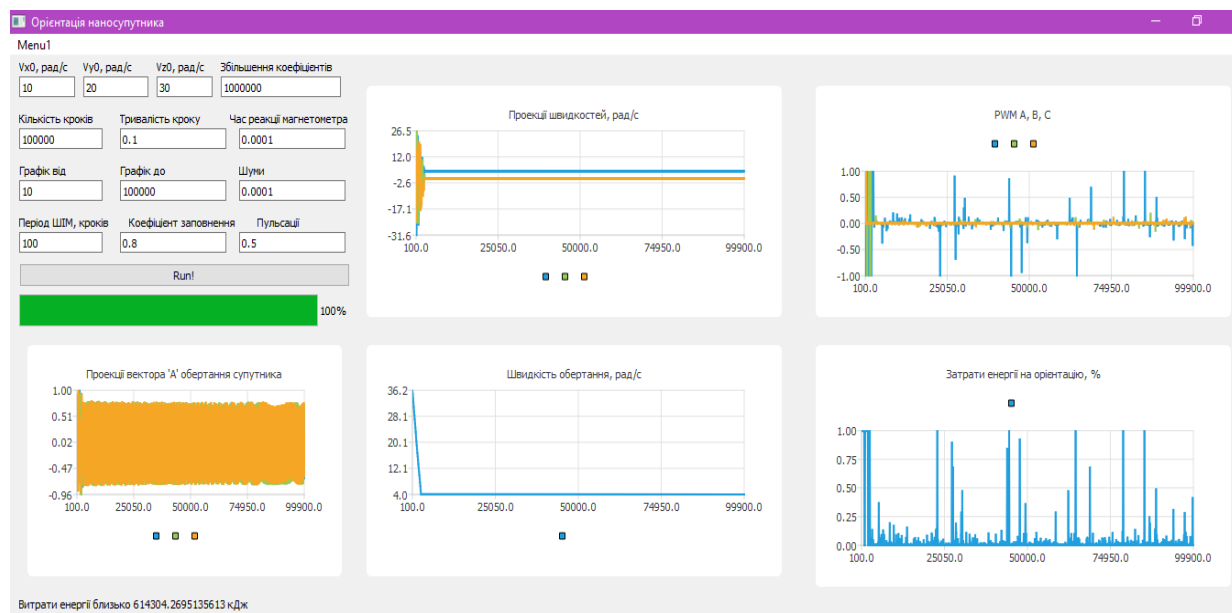 Орієнтація наносупутника
Menu1
Vx0, рад/с Vy0, рад/с Vz0, рад/с Збільшення коефіцієнтів
10 20 30 1000000
Кількість кроків Тривалість кроку Час реакції магнетометра
100000 0.1 0.0001
Графік від Графік до Шуми
10 100000 0.0001
Період ШІМ, кроків Коефіцієнт заповнення Пульсації
100 0.8 0.5
Run!
100%
Проекції швидкостей, рад/с
26.5
12.0
-2.6
-17.1
-31.6
100.0 25050.0 50000.0 74950.0 99900.0
PWM A, B, C
1.00
0.50
0.00
-0.50
-1.00
100.0 25050.0 50000.0 74950.0 99900.0
Проекції вектора 'A' обертання супутника
1.00
0.51
0.02
-0.47
-0.96
100.0 25050.0 50000.0 74950.0 99900.0
Швидкість обертання, рад/с
36.2
28.1
20.1
12.1
4.0
100.0 25050.0 50000.0 74950.0 99900.0
Затрати енергії на орієнтацію, %
1.00
0.75
0.50
0.25
0.00
100.0 25050.0 50000.0 74950.0 99900.0
Витрати енергії близько 614304.2695135613 кДж